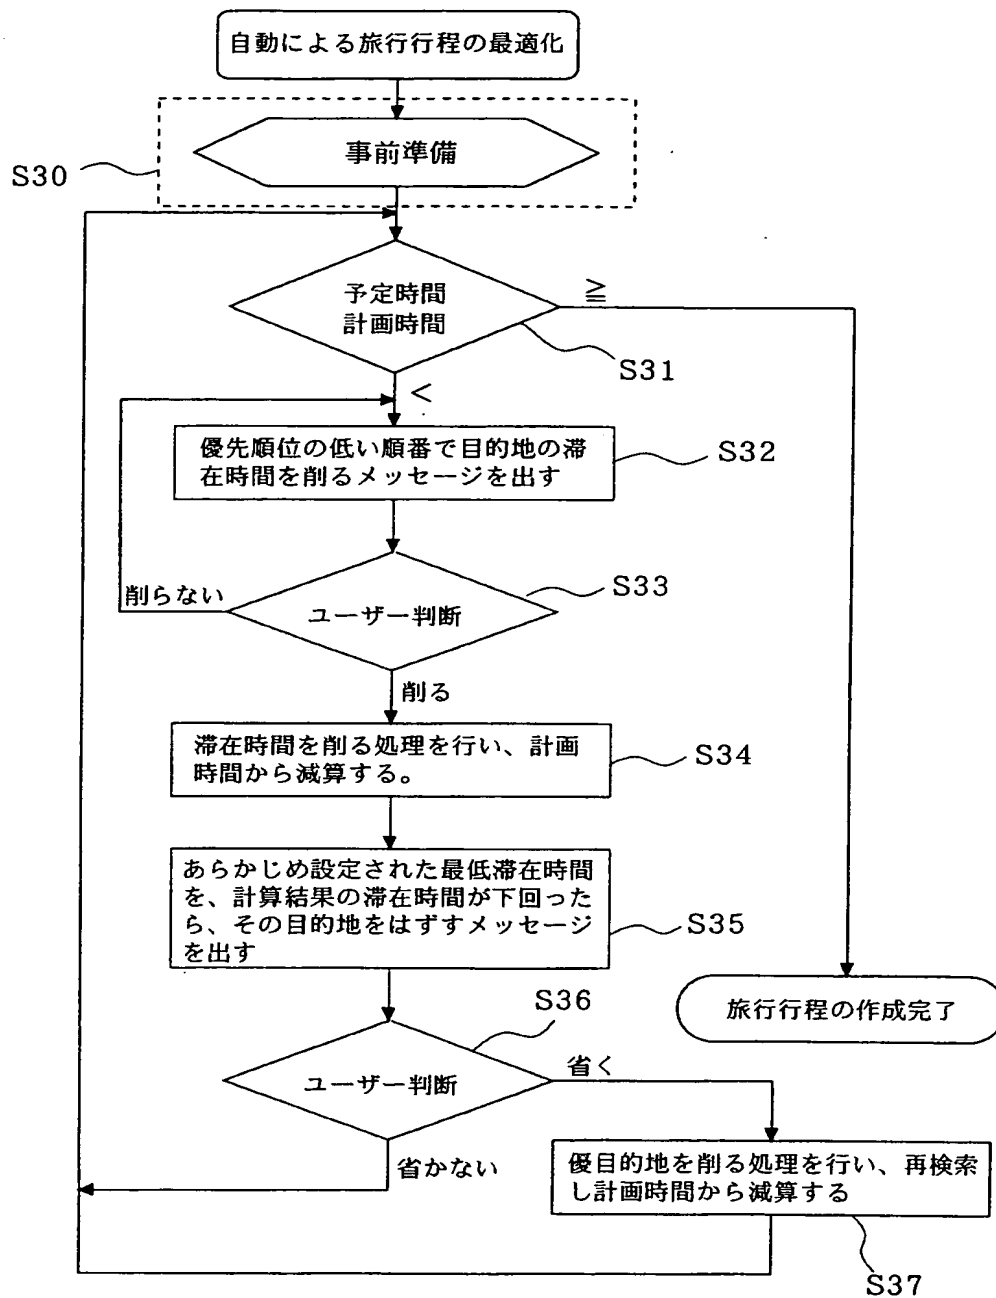 自動による旅行行程の最適化
事前準備
S30
予定時間
計画時間
≧
S31
<
優先順位の低い順番で目的地の滞
在時間を削るメッセージを出す
S32
削らない
ユーザー判断
S33
削る
滞在時間を削る処理を行い、計画
時間から減算する。
S34
あらかじめ設定された最低滞在時間
を、計算結果の滞在時間が下回った
ら、その目的地をはずすメッセージ
を出す
S35
旅行行程の作成完了
S36
ユーザー判断
省く
省かない
優目的地を削る処理を行い、再検索
し計画時間から減算する
S37